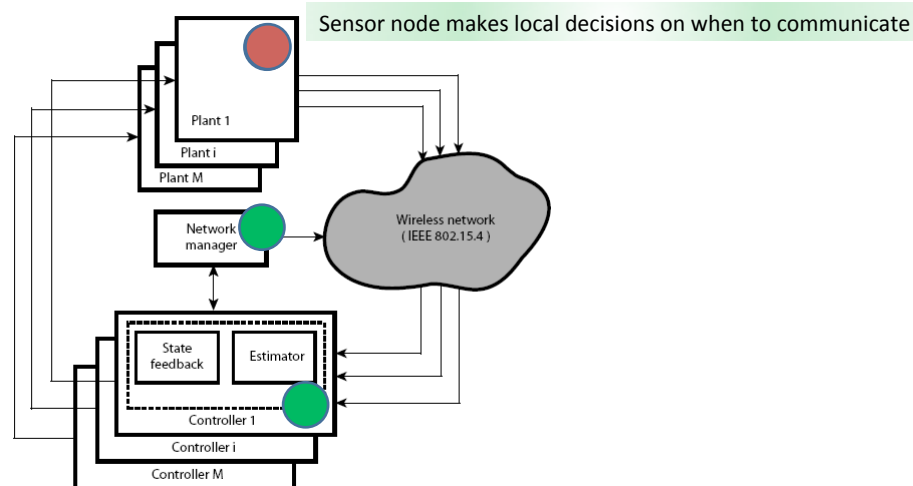 Sensor node makes local decisions on when to communicate
Plant 1
Plant i
Plant M
Network
manager
Wireless network
( IEEE 802.15.4 )
State
feedback
Estimator
Controller 1
Controller i
Controller M